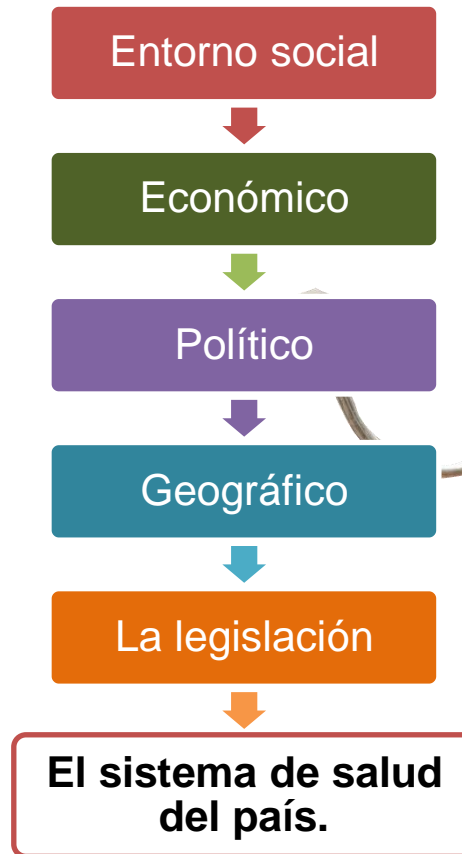 Entorno social
Económico
Político
Geográfico
La legislación
El sistema de salud
del país.